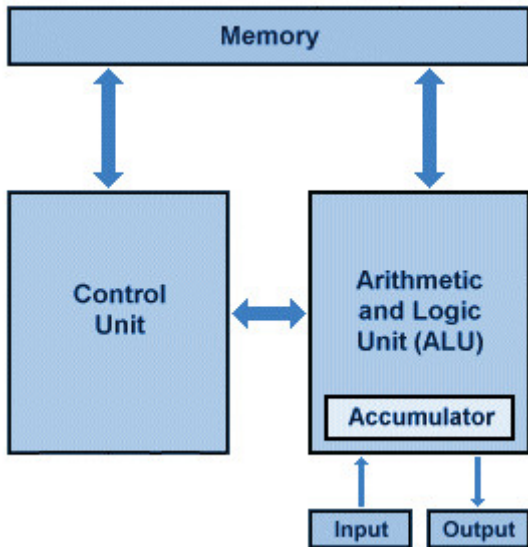 Memory
Control
Unit
Arithmetic
and Logic
Unit (ALU)
Accumulator
Input
Output